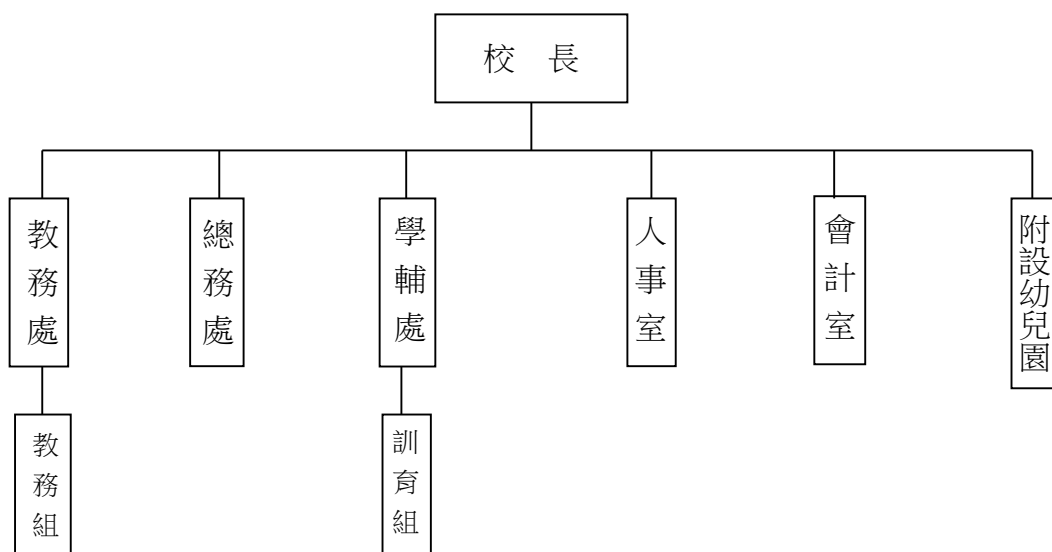 校 長
教務處
總務處
學輔處
人事室
會計室
附設幼兒園
教務組
訓育組